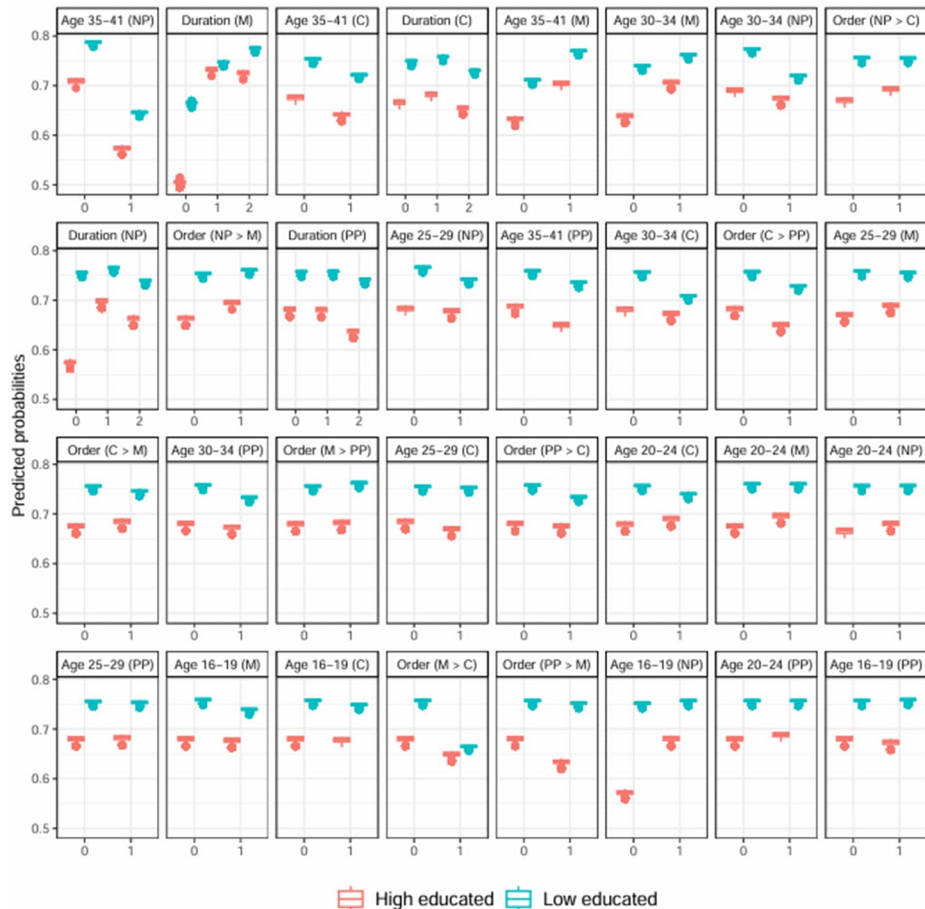 Age 35−41 (NP) Duration (M) Age 35−41 (C) Duration (C) Age 35−41 (M) Age 30−34 (M) Age 30−34 (NP) Order (NP > C)
0.8
0.7
0.6
0.5
0 1 0 1 2 0 1 0 1 2 0 1 0 1 0 1 0 1
Duration (NP) Order (NP > M) Duration (PP) Age 25−29 (NP) Age 35−41 (PP) Age 30−34 (C) Order (C > PP) Age 25−29 (M)
0.8
0.7
0.6
0.5
0 1 2 0 1 0 1 2 0 1 0 1 0 1 0 1 0 1
Predicted probabilities
Order (C > M) Age 30−34 (PP) Order (M > PP) Age 25−29 (C) Order (PP > C) Age 20−24 (C) Age 20−24 (M) Age 20−24 (NP)
0.8
0.7
0.6
0.5
0 1 0 1 0 1 0 1 0 1 0 1 0 1 0 1
Age 25−29 (PP) Age 16−19 (M) Age 16−19 (C) Order (M > C) Order (PP > M) Age 16−19 (NP) Age 20−24 (PP) Age 16−19 (PP)
0.8
0.7
0.6
0.5
0 1 0 1 0 1 0 1 0 1 0 1 0 1 0 1
High educated Low educated